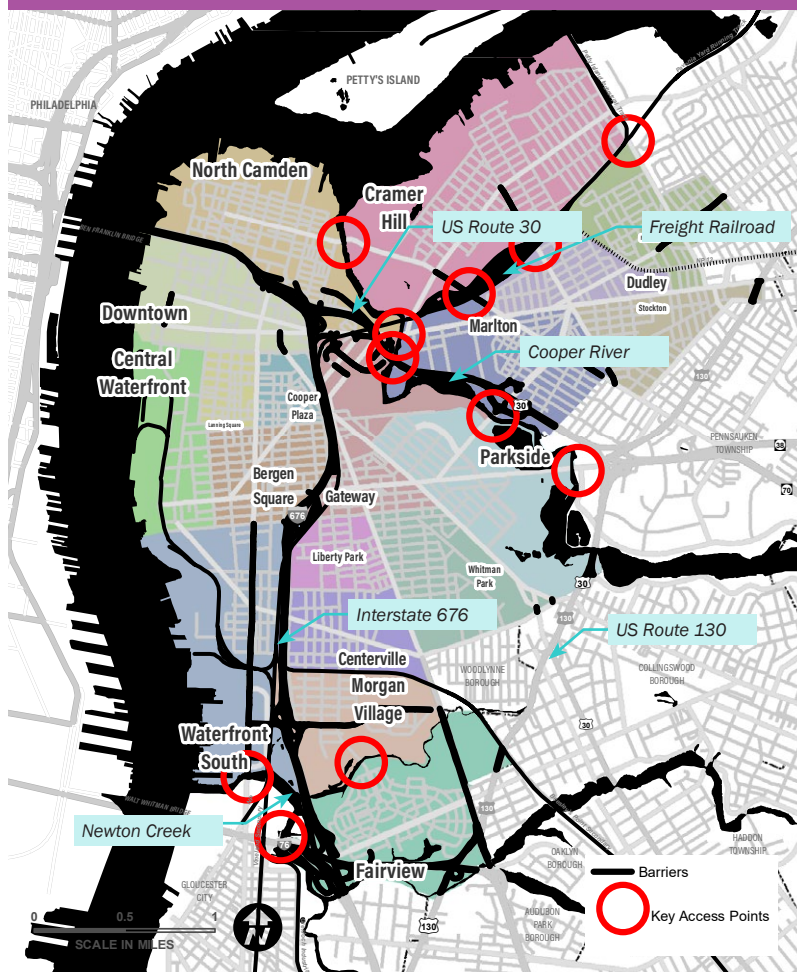 PETTY'S ISLAND
PHILADELPHIA
North Camden
Cramer
Hill
US Route 30
Freight Railroad
BEN FRANKLIN BRIDGE
Dudley
Stockton
Downtown
Marlton
Central
Waterfront
Cooper River
Cooper
Plaza
130
30
Lanning Square
PENNSAUKEN
TOWNSHIP
38
Parkside
Bergen
Square
Gateway
70
676
Liberty Park
Whitman
Park
30
Interstate 676
130
US Route 130
Centerville
WOODLYNNE
BOROUGH
COLLINGSWOOD
BOROUGH
Morgan
Village
30
Waterfront
South
WALT WHITMAN BRIDGE
130
Newton Creek
76
HADDON
TOWNSHIP
OAKLYN
BOROUGH
Fairview
Barriers
GLOUCESTER
CITY
Key Access Points
0 0.5 1
SCALE IN MILES
N
130
AUDUBON
PARK
BOROUGH